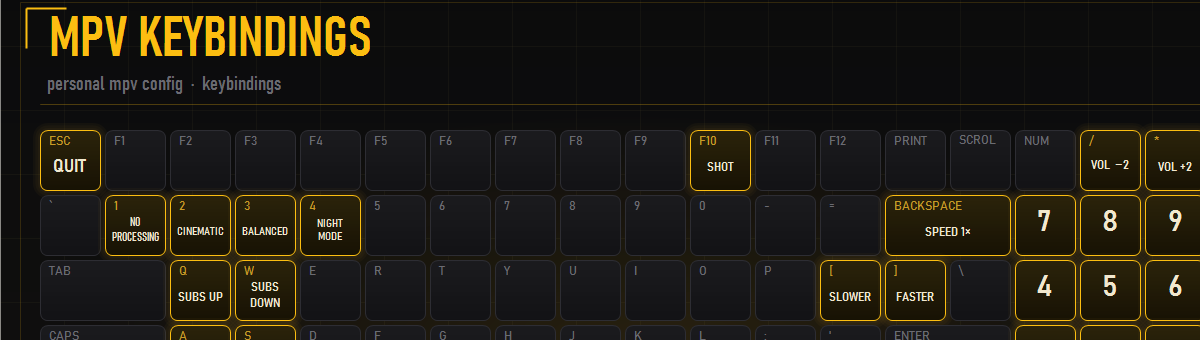 MPV KEYBINDINGS
personal mpv config · keybindings
ESC F1 F2 F3 F4 F5 F6 F7 F8 F9 F10 F11 F12 PRINT SCROL NUM / *
QUIT SHOT VOL −2 VOL +2
` 1 2 3 4 5 6 7 8 9 0 - = BACKSPACE 7 8 9
NO PROCESSING CINEMATIC BALANCED NIGHT MODE SPEED 1×
TAB Q W E R T Y U I O P [ ] \ 4 5 6
SUBS UP SUBS DOWN SLOWER FASTER
CAPS A S D F G H J K L ; ' ENTER